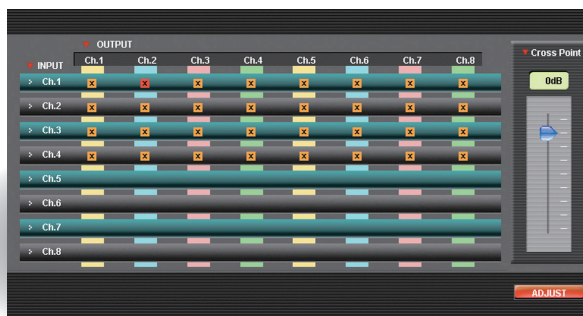 OUTPUT
Cross Point
INPUT Ch.1 Ch.2 Ch.3 Ch.4 Ch.5 Ch.6 Ch.7 Ch.8
> Ch.1 X X X X X X X X
0dB
> Ch.2 X X X X X X X X
> Ch.3 X X X X X X X X
> Ch.4 X X X X X X X X
> Ch.5
> Ch.6
> Ch.7
> Ch.8
ADJUST